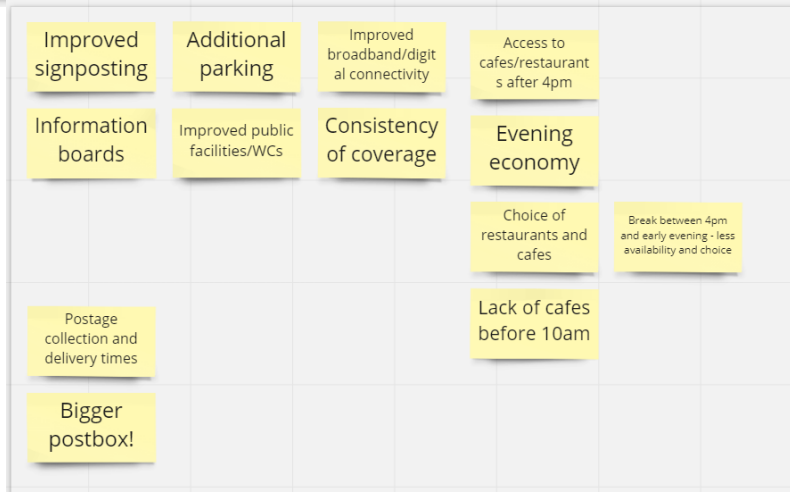 Improved
signposting
Additional
parking
Improved
broadband/digit
al connectivity
Access to
cafes/restaurant
s after 4pm
Information
boards
Improved public
facilities/WCs
Consistency
of coverage
Evening
economy
Choice of
restaurants and
cafes
Break between 4pm
and early evening - less
availability and choice
Lack of cafes
before 10am
Postage
collection and
delivery times
Bigger
postbox!